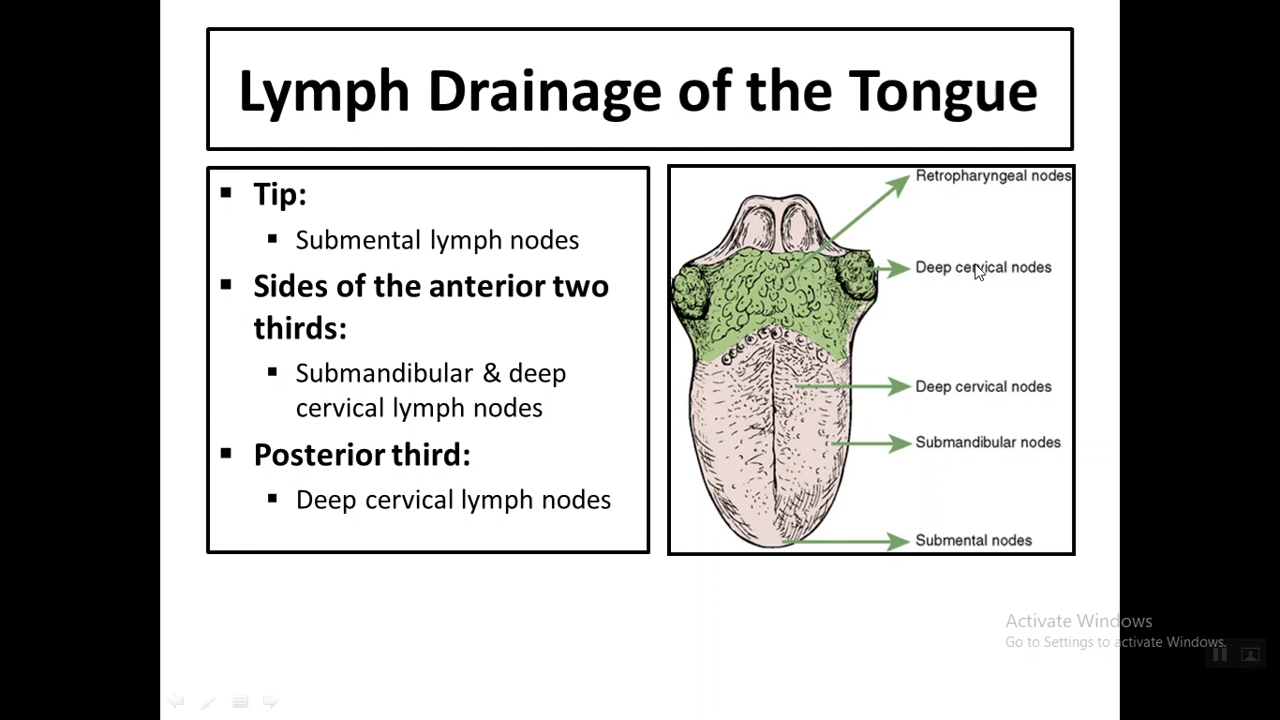 Lymph Drainage of the Tongue
▪ Tip:
▪ Submental lymph nodes
▪ Sides of the anterior two
thirds:
▪ Submandibular & deep
cervical lymph nodes
▪ Posterior third:
▪ Deep cervical lymph nodes
Retropharyngeal nodes
Deep cervical nodes
Deep cervical nodes
Submandibular nodes
Submental nodes
Activate Windows
Go to Settings to activate Windows.